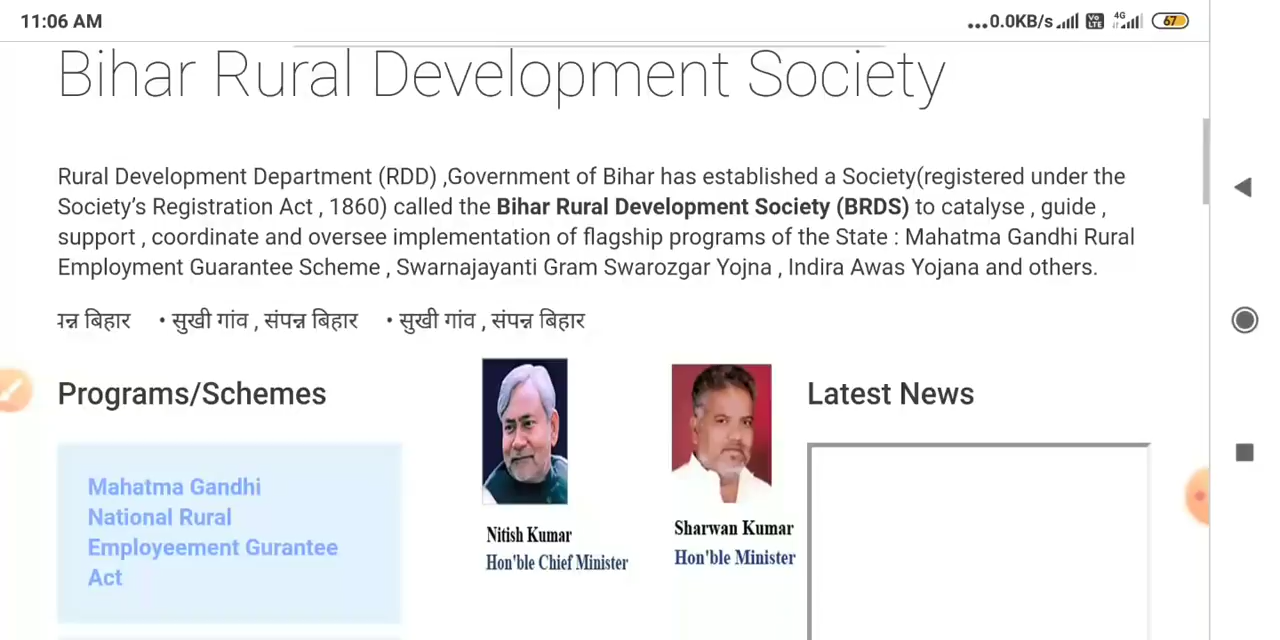 11:06 AM
...0.0KB/s
Vo LTE
4G
67
Bihar Rural Development Society
Rural Development Department (RDD) ,Government of Bihar has established a Society(registered under the
Society's Registration Act , 1860) called the Bihar Rural Development Society (BRDS) to catalyse , guide ,
support , coordinate and oversee implementation of flagship programs of the State : Mahatma Gandhi Rural
Employment Guarantee Scheme , Swarnajayanti Gram Swarozgar Yojna , Indira Awas Yojana and others.
पन्न बिहार • सुखी गांव , संपन्न बिहार • सुखी गांव , संपन्न बिहार
Programs/Schemes
Mahatma Gandhi
National Rural
Employeement Gurantee
Act
Nitish Kumar
Hon'ble Chief Minister
Sharwan Kumar
Hon'ble Minister
Latest News